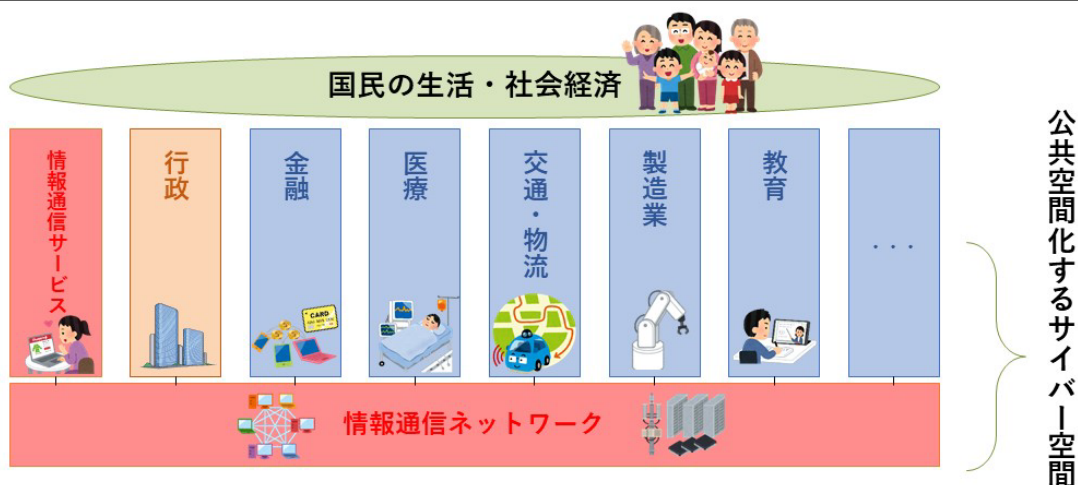 国民の生活・社会経済
情報通信サービス
行政
金融
医療
交通・物流
製造業
教育
・・・
CARD
情報通信ネットワーク
公共空間化するサイバー空間